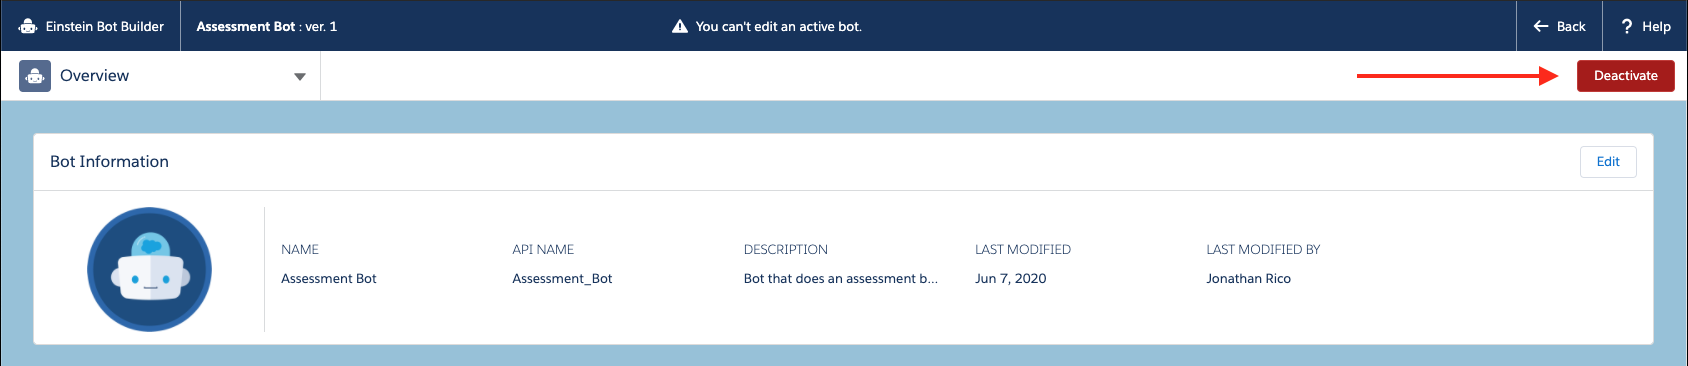 Einstein Bot Builder
Assessment Bot : ver. 1
You can't edit an active bot.
Back
Help
Overview
Deactivate
Bot Information
Edit
NAME
API NAME
DESCRIPTION
LAST MODIFIED
LAST MODIFIED BY
Assessment Bot
Assessment_Bot
Bot that does an assessment b...
Jun 7, 2020
Jonathan Rico